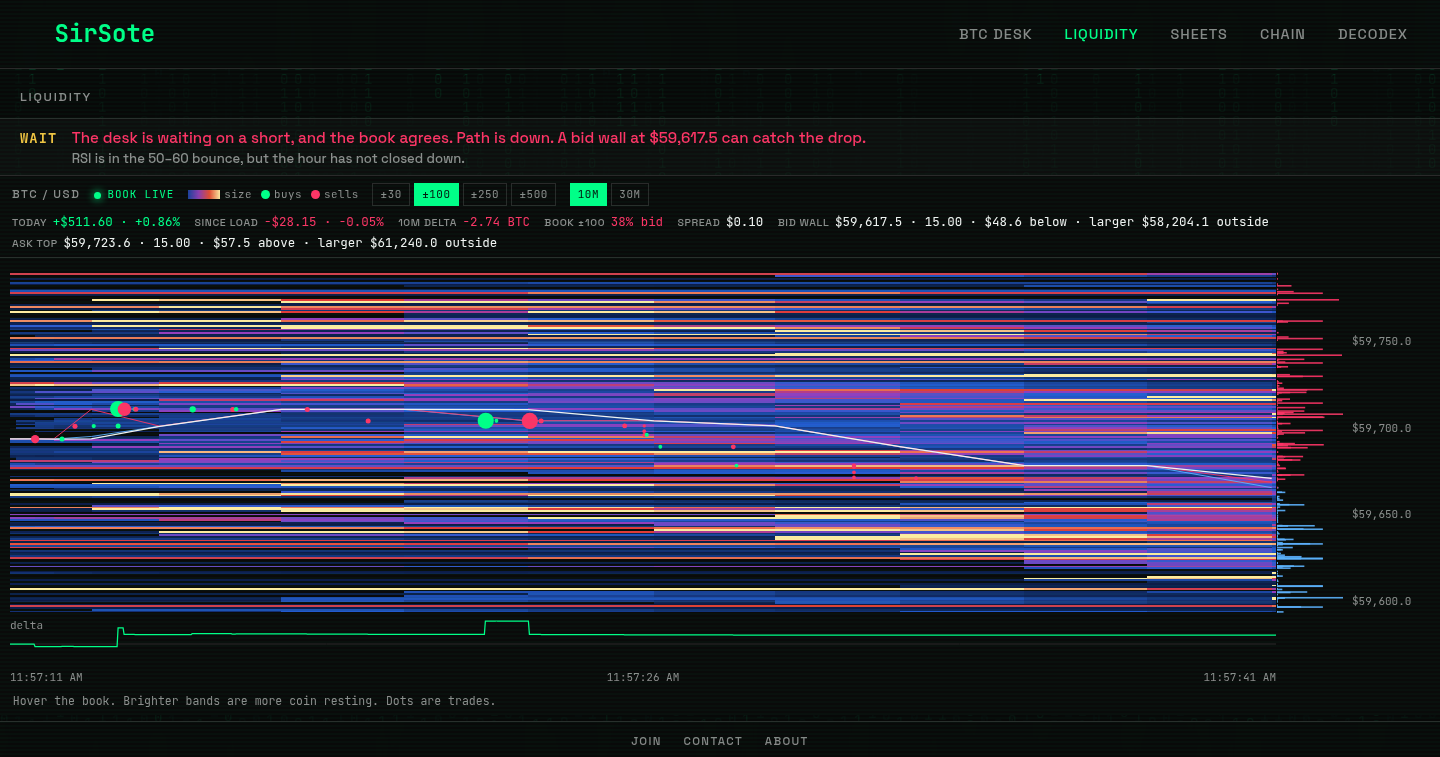 SirSote
BTC DESK LIQUIDITY SHEETS CHAIN DECODEX
LIQUIDITY
WAIT The desk is waiting on a short, and the book agrees. Path is down. A bid wall at $59,617.5 can catch the drop.
RSI is in the 50–60 bounce, but the hour has not closed down.
BTC / USD BOOK LIVE size buys sells ±30 ±100 ±250 ±500 10M 30M
TODAY +$511.60 · +0.86% SINCE LOAD -$28.15 · -0.05% 10M DELTA -2.74 BTC BOOK ±100 38% bid SPREAD $0.10 BID WALL $59,617.5 · 15.00 · $48.6 below · larger $58,204.1 outside
ASK TOP $59,723.6 · 15.00 · $57.5 above · larger $61,240.0 outside
$59,750.0
$59,700.0
$59,650.0
$59,600.0
delta
11:57:11 AM 11:57:26 AM 11:57:41 AM
Hover the book. Brighter bands are more coin resting. Dots are trades.
JOIN CONTACT ABOUT